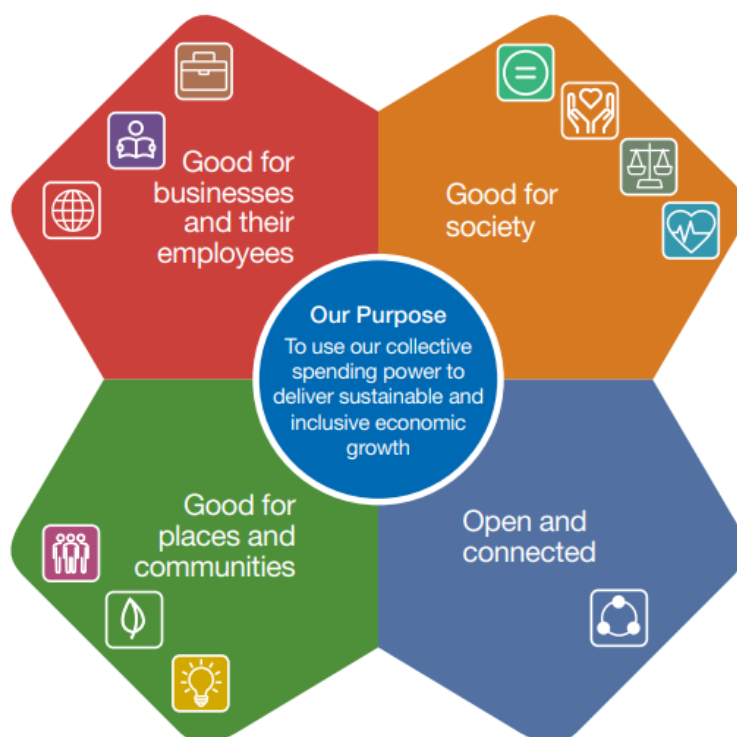 Good for
businesses
and their
employees
Good for
society
Our Purpose
To use our collective
spending power to
deliver sustainable and
inclusive economic
growth
Good for
places and
communities
Open and
connected